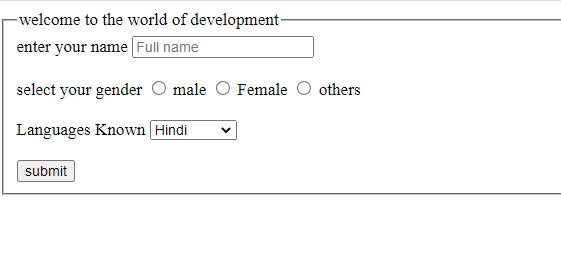 welcome to the world of development
enter your name Full name
select your gender male Female others
Languages Known Hindi
submit